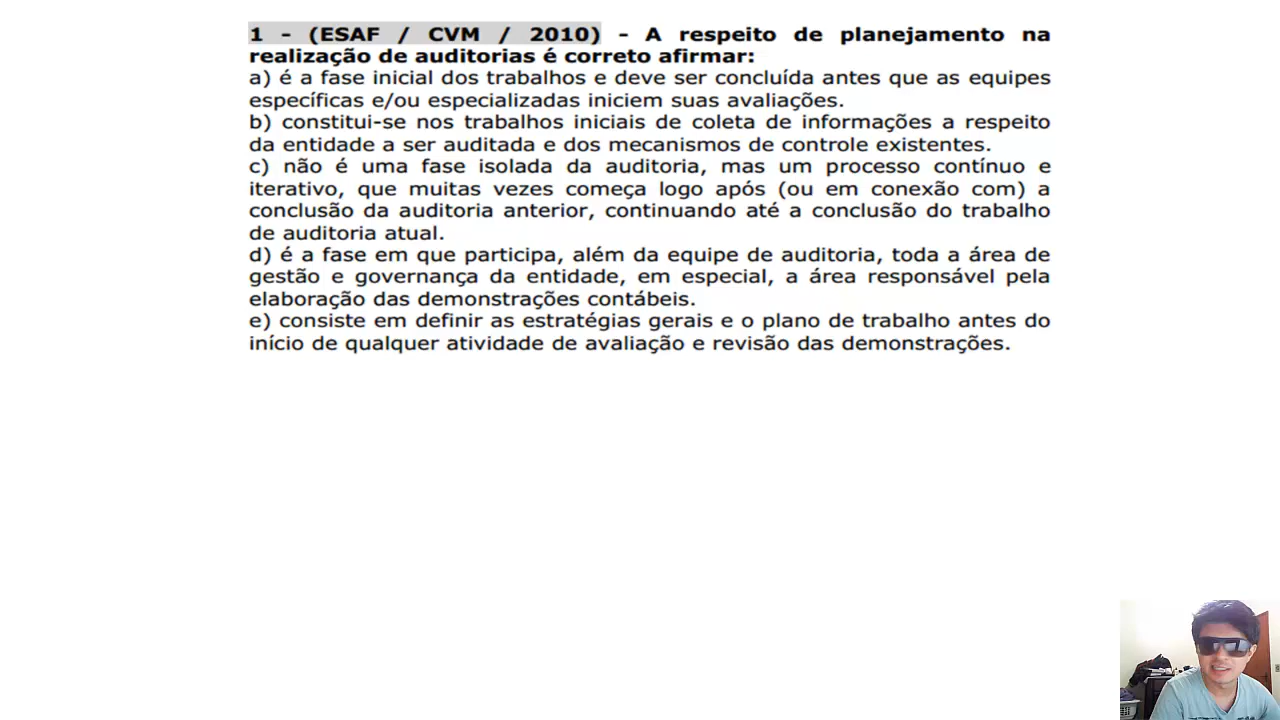 1 - (ESAF / CVM / 2010) - A respeito de planejamento na
realização de auditorias é correto afirmar:
a) é a fase inicial dos trabalhos e deve ser concluída antes que as equipes
específicas e/ou especializadas iniciem suas avaliações.
b) constitui-se nos trabalhos iniciais de coleta de informações a respeito
da entidade a ser auditada e dos mecanismos de controle existentes.
c) não é uma fase isolada da auditoria, mas um processo contínuo e
iterativo, que muitas vezes começa logo após (ou em conexão com) a
conclusão da auditoria anterior, continuando até a conclusão do trabalho
de auditoria atual.
d) é a fase em que participa, além da equipe de auditoria, toda a área de
gestão e governança da entidade, em especial, a área responsável pela
elaboração das demonstrações contábeis.
e) consiste em definir as estratégias gerais e o plano de trabalho antes do
início de qualquer atividade de avaliação e revisão das demonstrações.